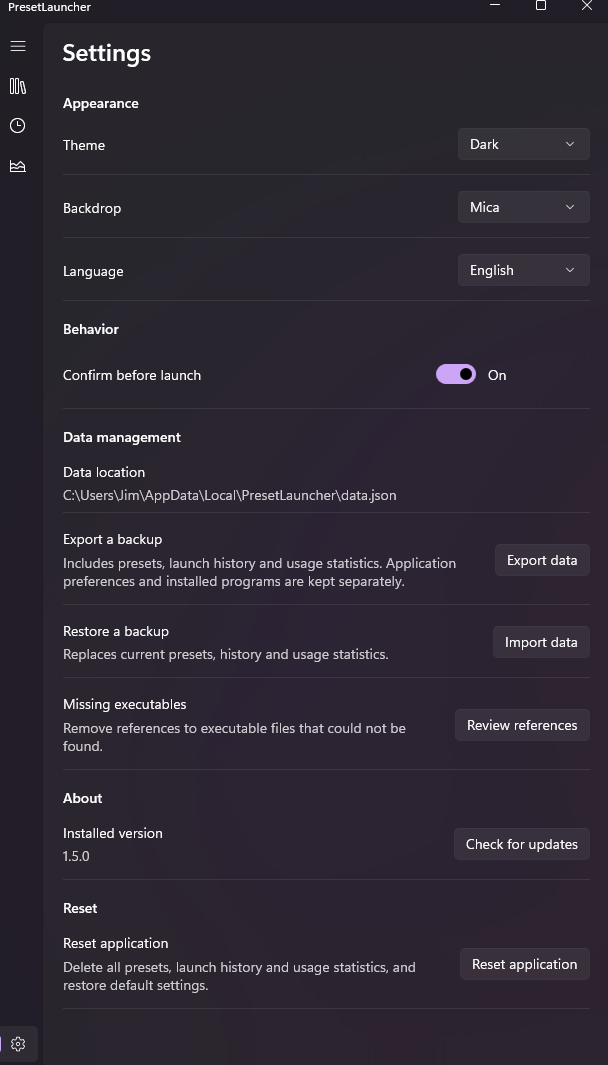 PresetLauncher
Settings
Appearance
Theme
Dark
Backdrop
Mica
Language
English
Behavior
Confirm before launch
On
Data management
Data location
C:\Users\Jim\AppData\Local\PresetLauncher\data.json
Export a backup
Includes presets, launch history and usage statistics. Application
preferences and installed programs are kept separately.
Export data
Restore a backup
Replaces current presets, history and usage statistics.
Import data
Missing executables
Remove references to executable files that could not be
found.
Review references
About
Installed version
1.5.0
Check for updates
Reset
Reset application
Delete all presets, launch history and usage statistics, and
restore default settings.
Reset application